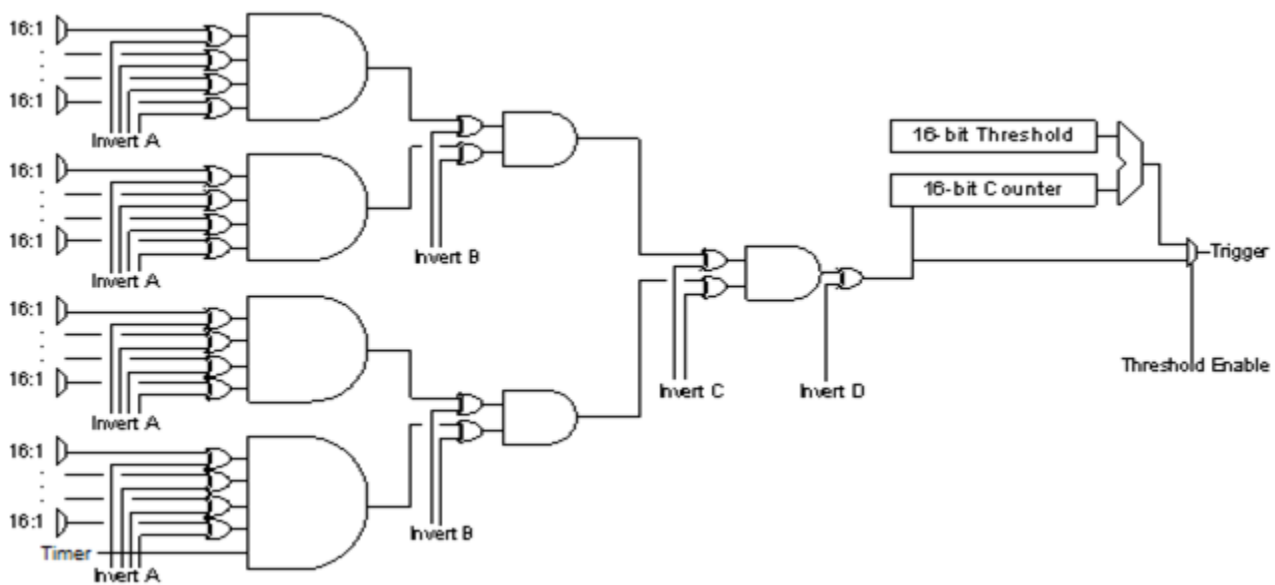 16:1
16:1
Invert A
16:1
16:1
Invert A
Invert B
16:1
16:1
Invert A
16:1
16:1
Timer
Invert A
Invert B
Invert C
Invert D
16-bit Threshold
16-bit Counter
Trigger
Threshold Enable